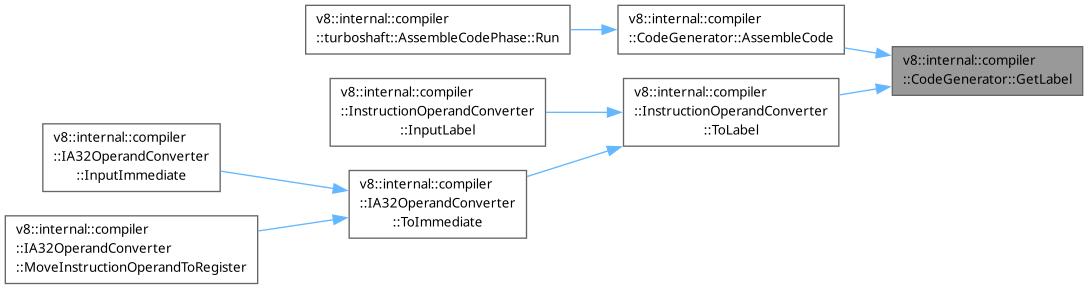 v8::internal::compiler
::turboshaft::AssembleCodePhase::Run
v8::internal::compiler
::CodeGenerator::AssembleCode
v8::internal::compiler
::CodeGenerator::GetLabel
v8::internal::compiler
::InstructionOperandConverter
::InputLabel
v8::internal::compiler
::InstructionOperandConverter
::ToLabel
v8::internal::compiler
::IA32OperandConverter
::InputImmediate
v8::internal::compiler
::IA32OperandConverter
::ToImmediate
v8::internal::compiler
::IA32OperandConverter
::MoveInstructionOperandToRegister